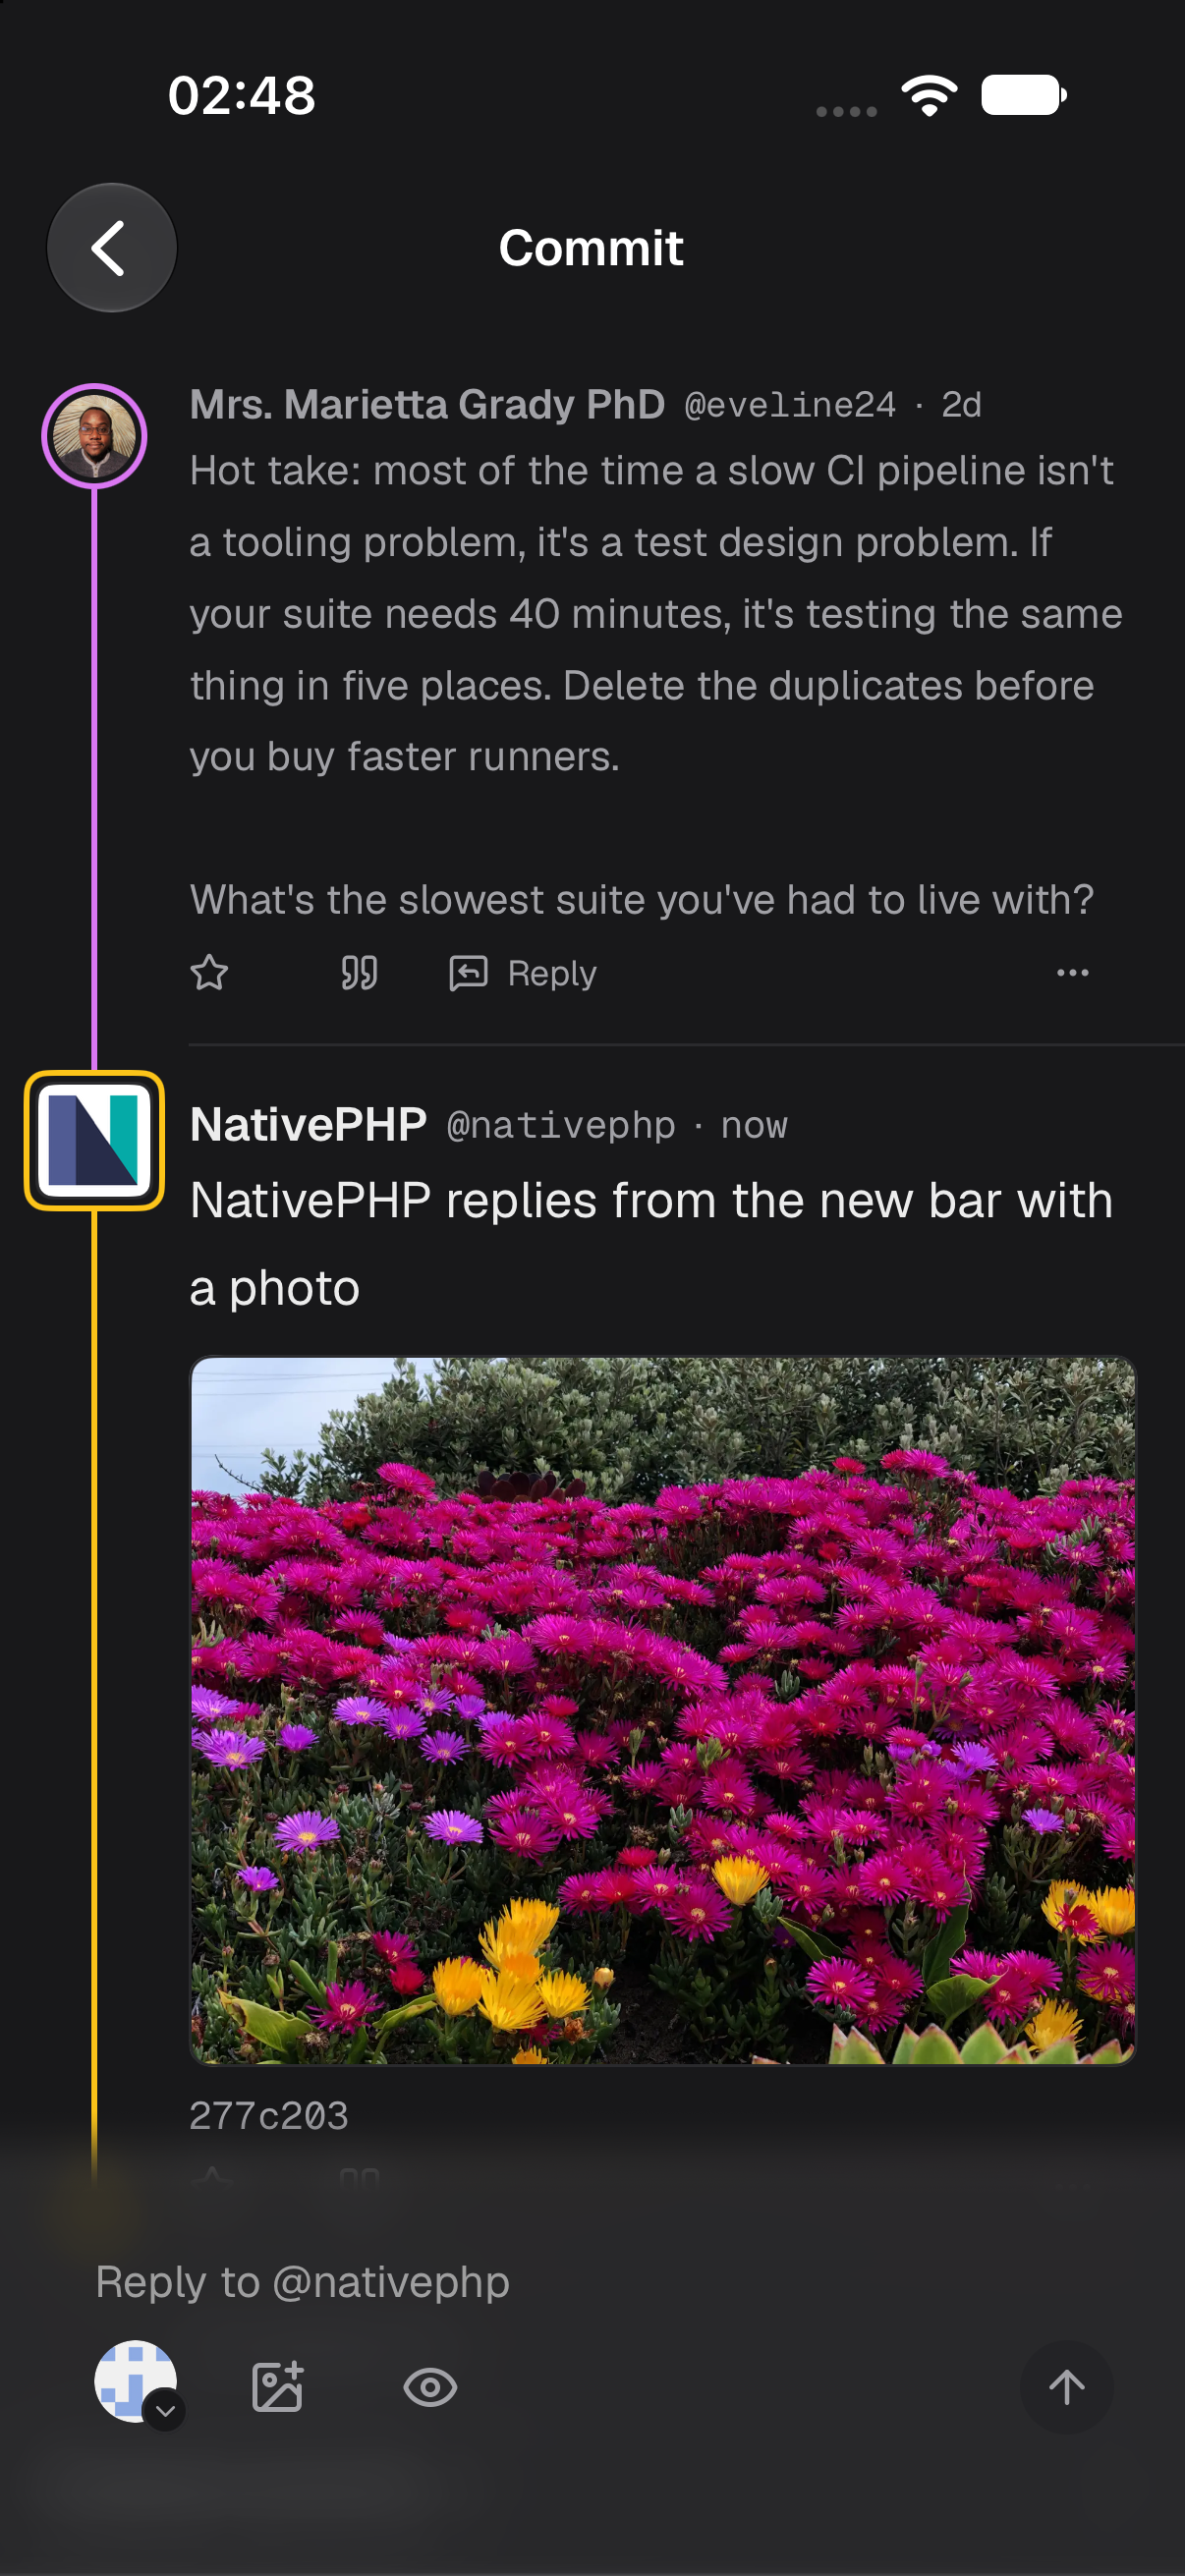 02:48
Commit
Mrs. Marietta Grady PhD @eveline24 · 2d
Hot take: most of the time a slow CI pipeline isn't
a tooling problem, it's a test design problem. If
your suite needs 40 minutes, it's testing the same
thing in five places. Delete the duplicates before
you buy faster runners.
What's the slowest suite you've had to live with?
Reply
NativePHP @nativephp · now
NativePHP replies from the new bar with
a photo
277c203
Reply to @nativephp